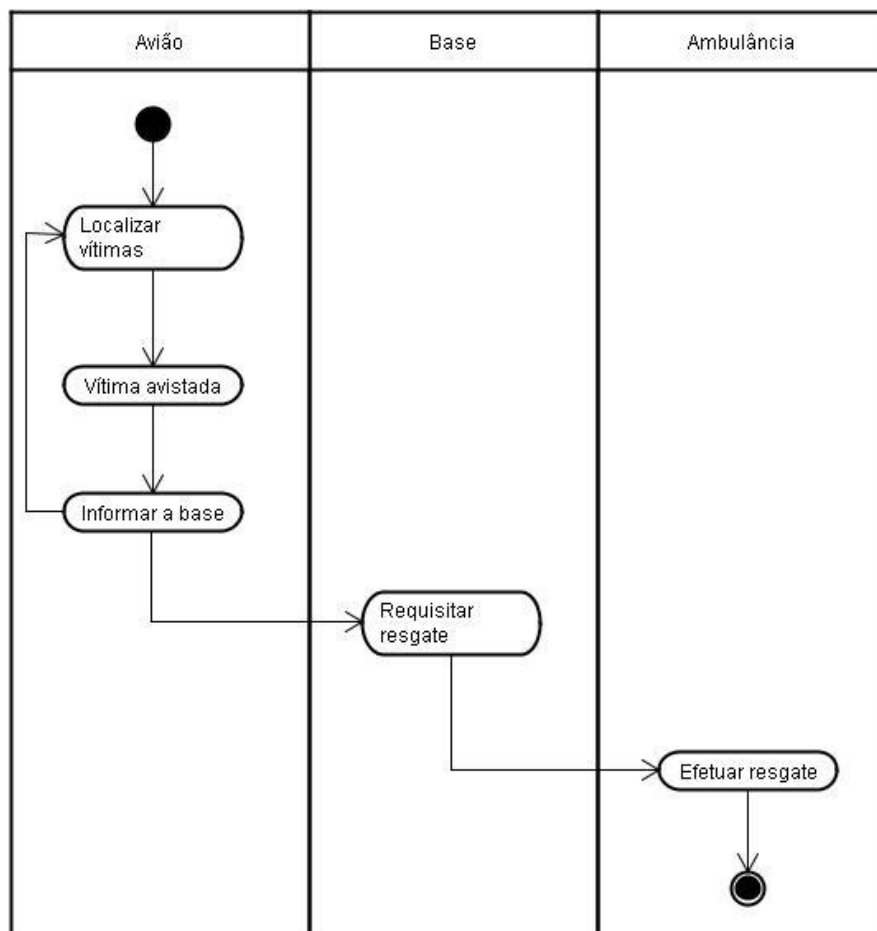 Avião
Base
Ambulância
Localizar
vítimas
Vítima avistada
Informar a base
Requisitar
resgate
Efetuar resgate